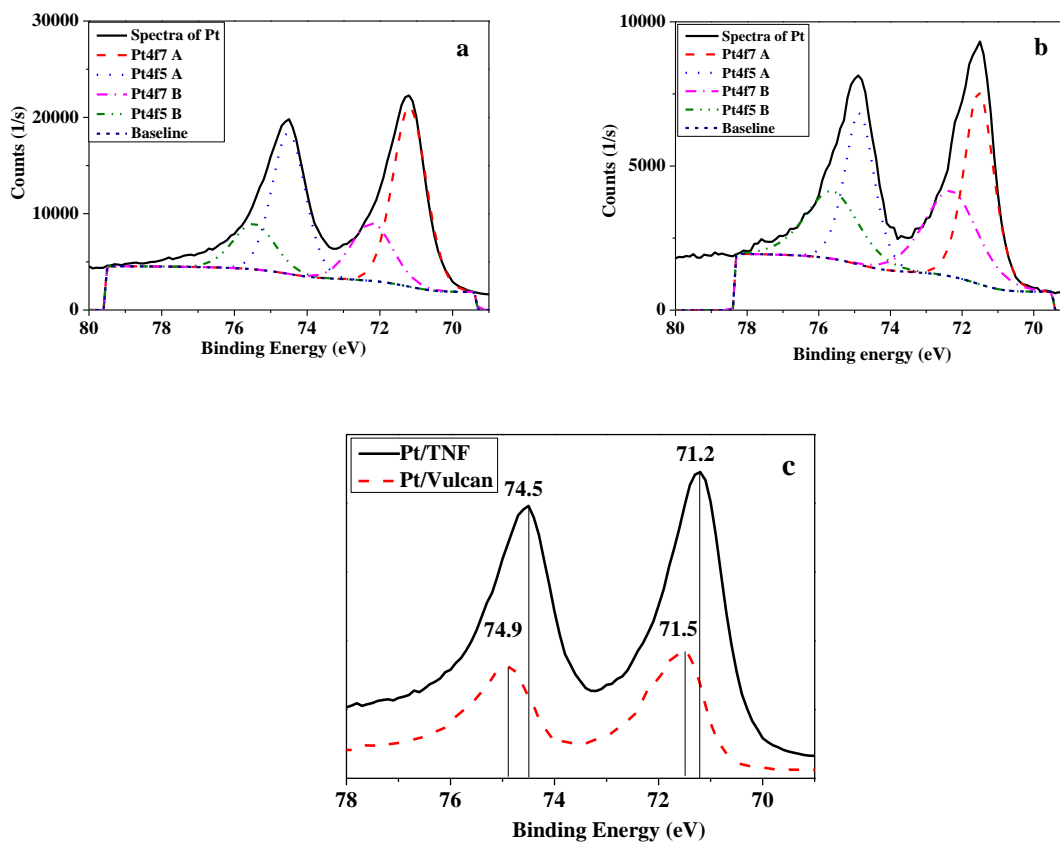 30000
20000
10000
0
Counts (1/s)
Spectra of Pt
Pt4f7 A
Pt4f5 A
Pt4f7 B
Pt4f5 B
Baseline
a
80 78 76 74 72 70
Binding Energy (eV)
10000
5000
0
Counts (1/s)
Spectra of Pt
Pt4f7 A
Pt4f5 A
Pt4f7 B
Pt4f5 B
Baseline
b
80 78 76 74 72 70
Binding energy (eV)
Pt/TNF
Pt/Vulcan
c
71.2
74.5
74.9
71.5
78 76 74 72 70
Binding Energy (eV)